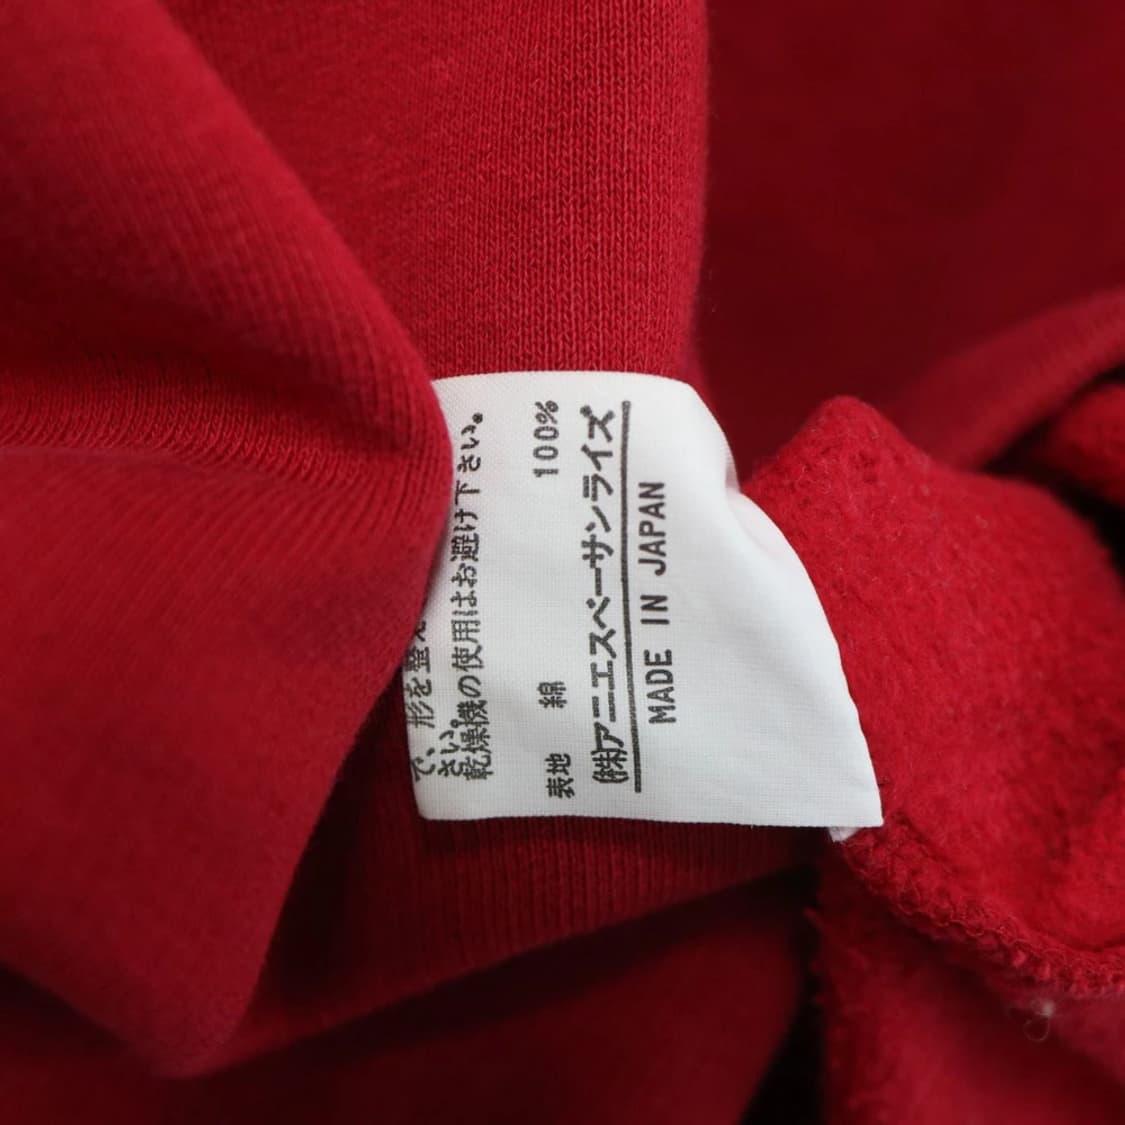 で、形を整え
さい。
乾燥機の使用はお避け下さい。
表地 綿 100%
(株)アニエスベーサンライズ
MADE IN JAPAN